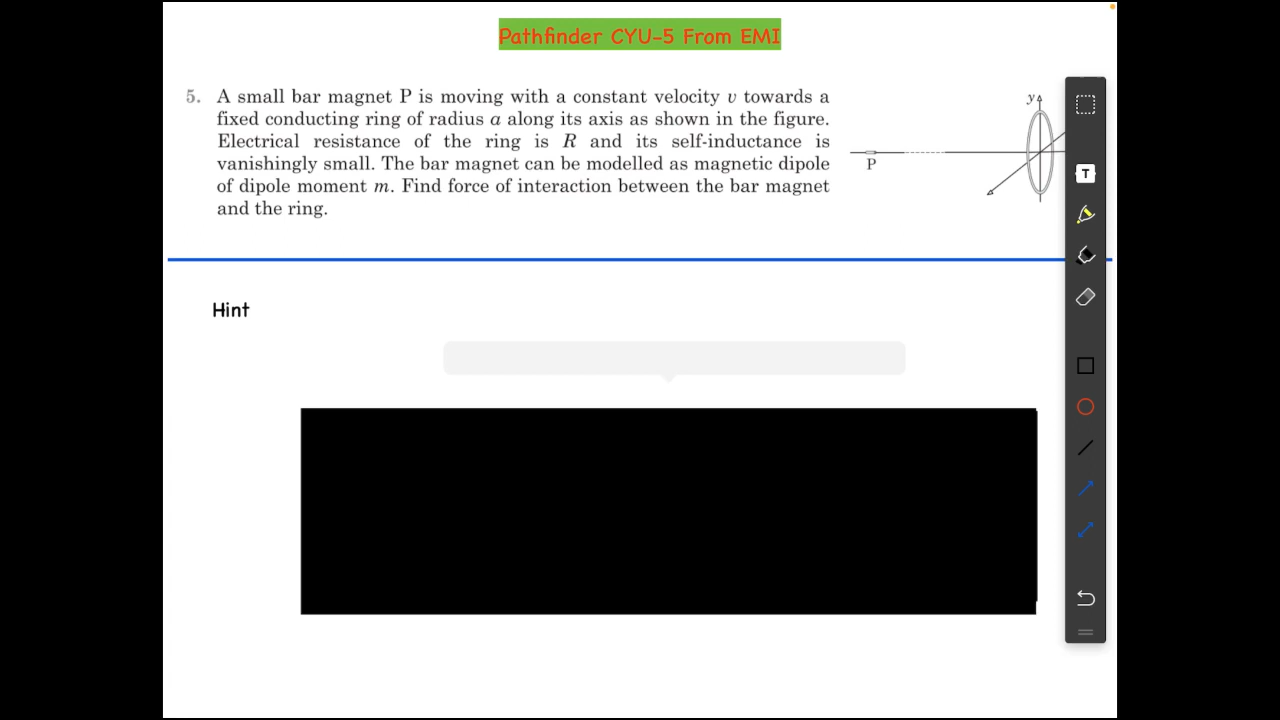 Pathfinder CYU-5 From EMI
5. A small bar magnet P is moving with a constant velocity v towards a
fixed conducting ring of radius a along its axis as shown in the figure.
Electrical resistance of the ring is R and its self-inductance is
vanishingly small. The bar magnet can be modelled as magnetic dipole
of dipole moment m. Find force of interaction between the bar magnet
and the ring.
y
P
T
Hint